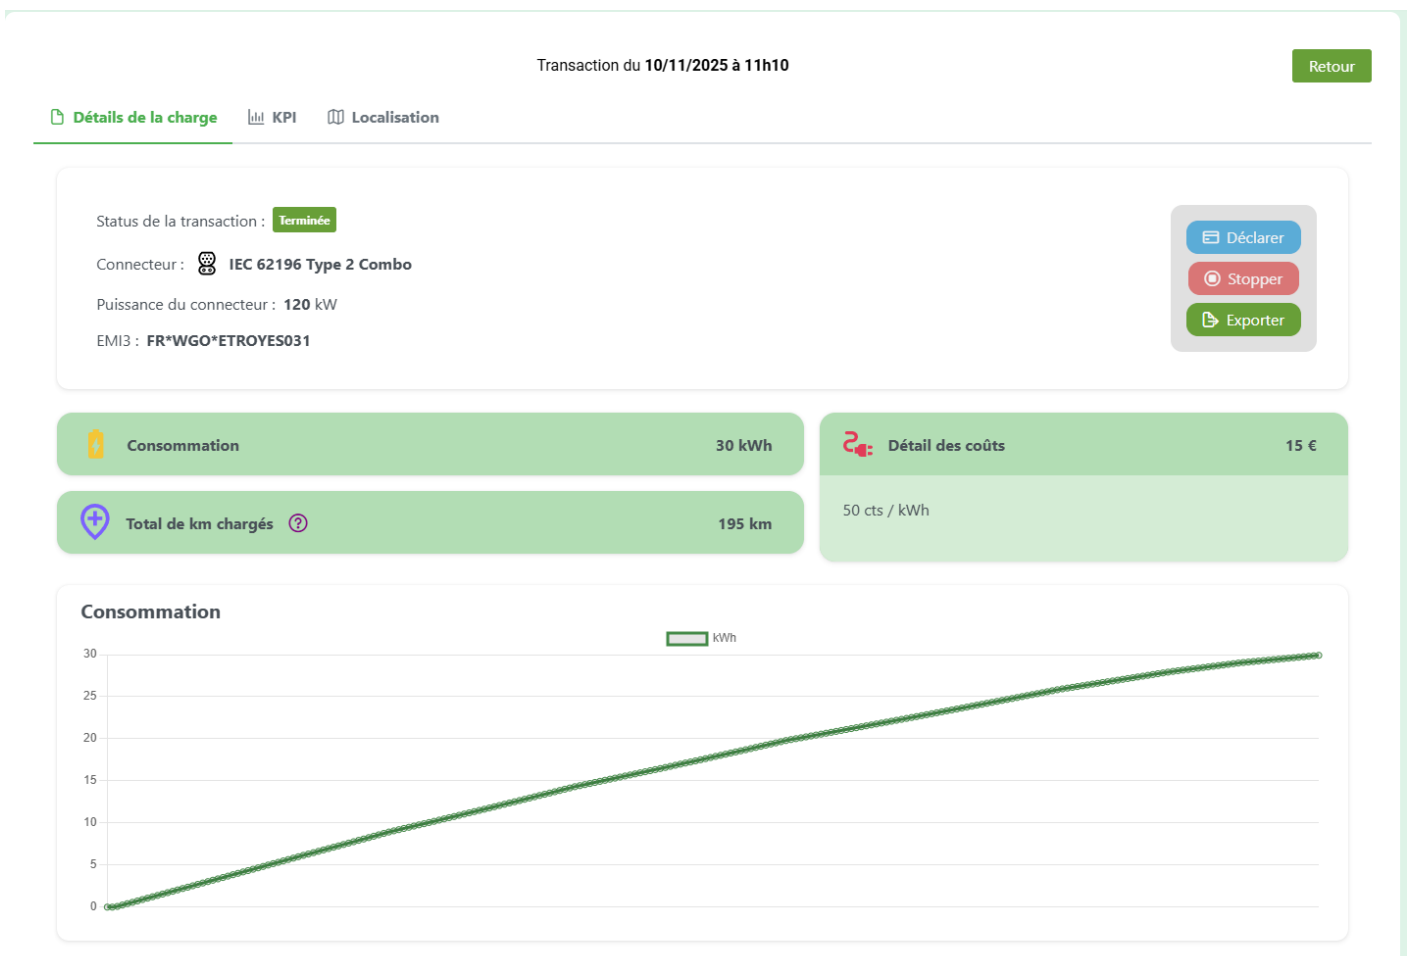 Transaction du 10/11/2025 à 11h10
Retour
Détails de la charge
KPI
Localisation
Status de la transaction : Terminée
Connecteur : IEC 62196 Type 2 Combo
Puissance du connecteur : 120 kW
EMI3 : FR*WGO*ETROYES031
Déclarer
Stopper
Exporter
Consommation 30 kWh
Total de km chargés ? 195 km
Détail des coûts 15 €
50 cts / kWh
Consommation
kWh
30
25
20
15
10
5
0